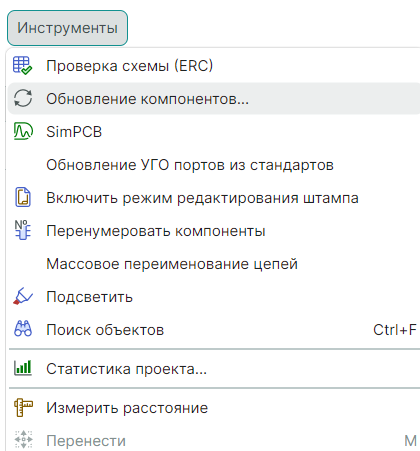 Инструменты
Проверка схемы (ERC)
Обновление компонентов...
SimPCB
Обновление УГО портов из стандартов
Включить режим редактирования штампа
Nº Перенумеровать компоненты
Массовое переименование цепей
Подсветить
Поиск объектов Ctrl+F
Статистика проекта...
Измерить расстояние
Перенести M